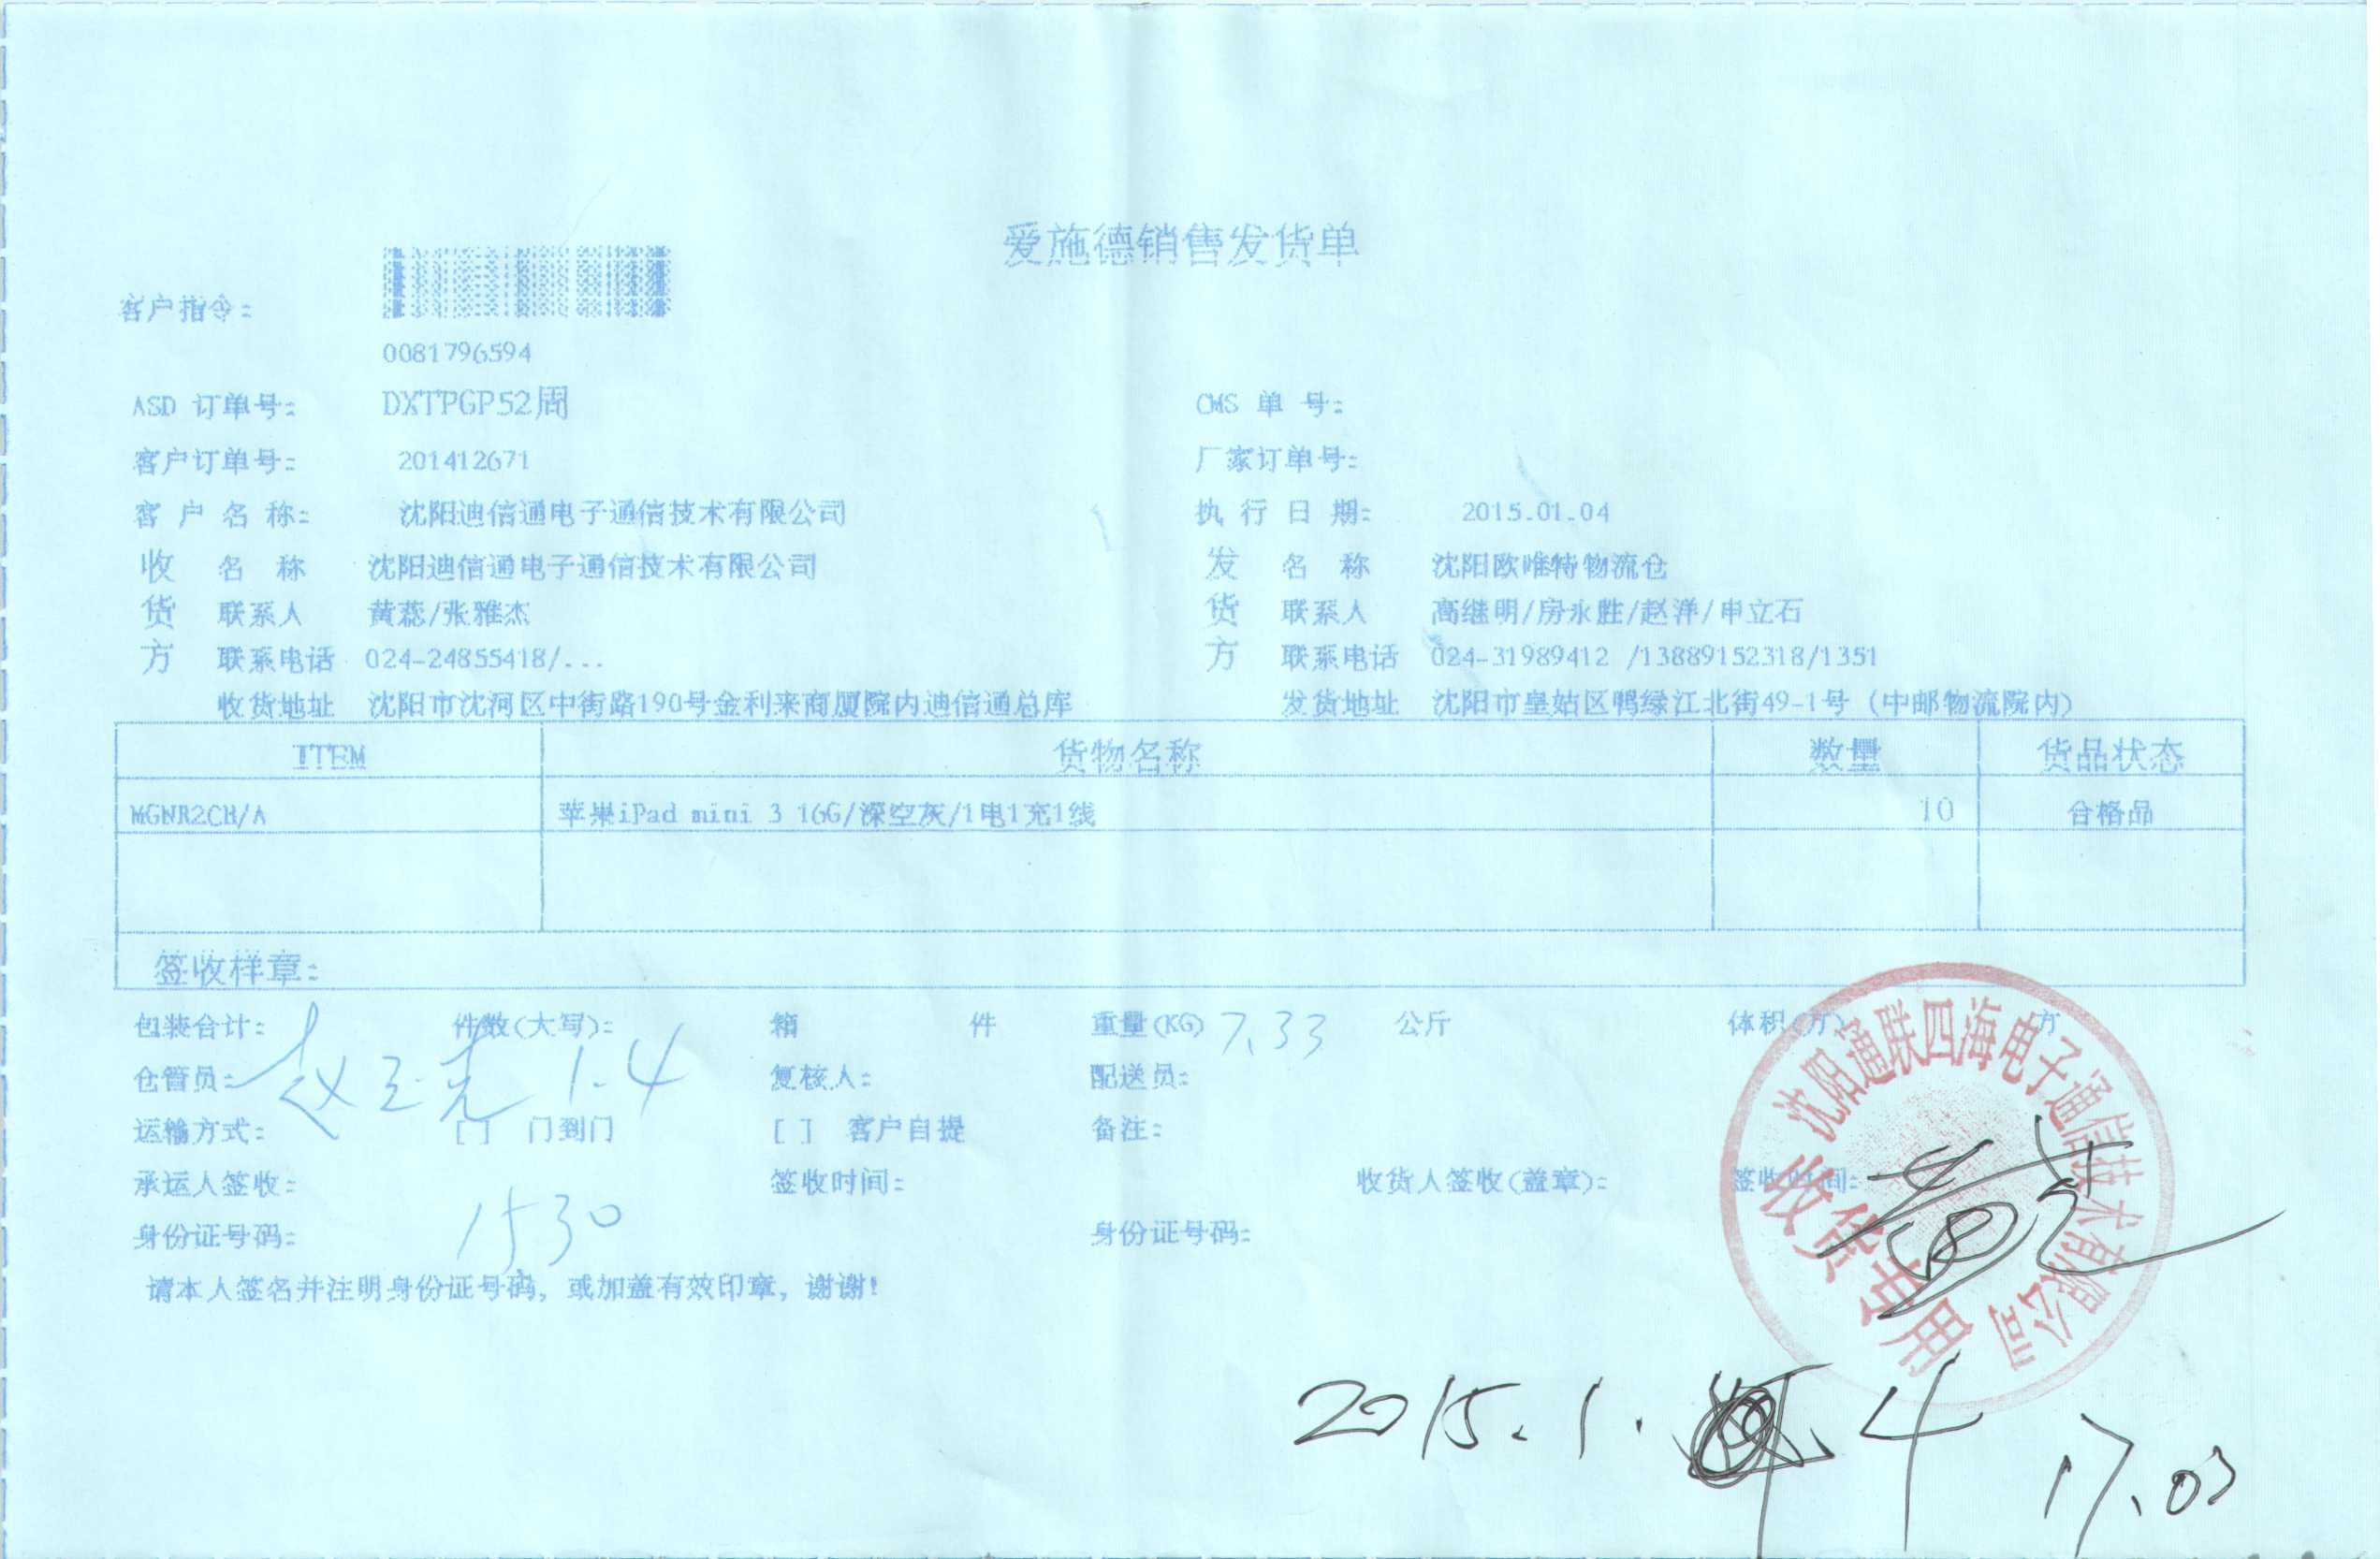 爱施德销售发货单
客户指令:
0081796594
ASD 订单号: DXTPGP52周 CMS 单 号:
客户订单号: 201412671 厂家订单号:
客 户 名 称: 沈阳迪信通电子通信技术有限公司 执 行 日 期: 2015.01.04
收 名 称 沈阳迪信通电子通信技术有限公司 发 名 称 沈阳欧唯特物流仓
货 联系人 黄蕊/张雅杰 货 联系人 高继明/房永胜/赵洋/申立石
方 联系电话 024-24855418/... 方 联系电话 024-31989412 /13889152318/1351
收货地址 沈阳市沈河区中街路190号金利来商厦院内迪信通总库 发货地址 沈阳市皇姑区鸭绿江北街49-1号 (中邮物流院内)
ITEM 货物名称 数量 货品状态
MGNR2CH/A 苹果iPad mini 3 16G/深空灰/1电1充1线 10 合格品
签收样章:
包装合计: 件数(大写): 箱 件 重量(KG) 7.33 公斤 体积(方) 方
仓管员: 1.4 复核人: 配送员:
运输方式: [ ] 门到门 [ ] 客户自提 备注:
承运人签收: 签收时间: 收货人签收(盖章): 签收时间:
身份证号码: 1530 身份证号码:
请本人签名并注明身份证号码, 或加盖有效印章, 谢谢!
沈阳通联四海电子通信技术有限公司
收货专用
2015.1. 4
17.03